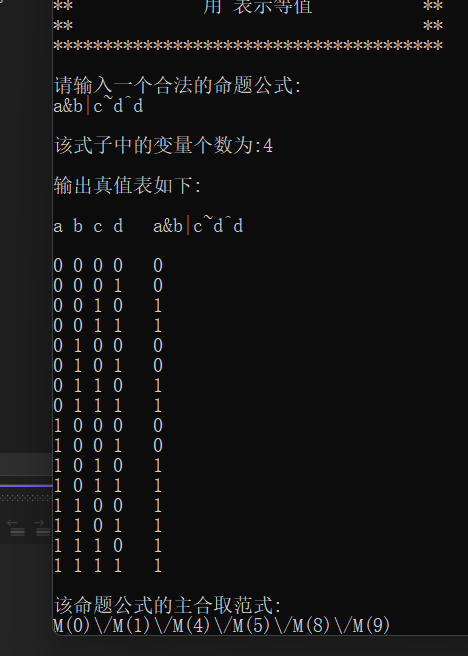 ** 用 表示等值 **
** **
***************************************
请输入一个合法的命题公式:
a&b|c~d^d
该式子中的变量个数为:4
输出真值表如下:
a b c d a&b|c~d^d
0 0 0 0 0
0 0 0 1 0
0 0 1 0 1
0 0 1 1 1
0 1 0 0 0
0 1 0 1 0
0 1 1 0 1
0 1 1 1 1
1 0 0 0 0
1 0 0 1 0
1 0 1 0 1
1 0 1 1 1
1 1 0 0 1
1 1 0 1 1
1 1 1 0 1
1 1 1 1 1
该命题公式的主合取范式:
M(0)\/M(1)\/M(4)\/M(5)\/M(8)\/M(9)